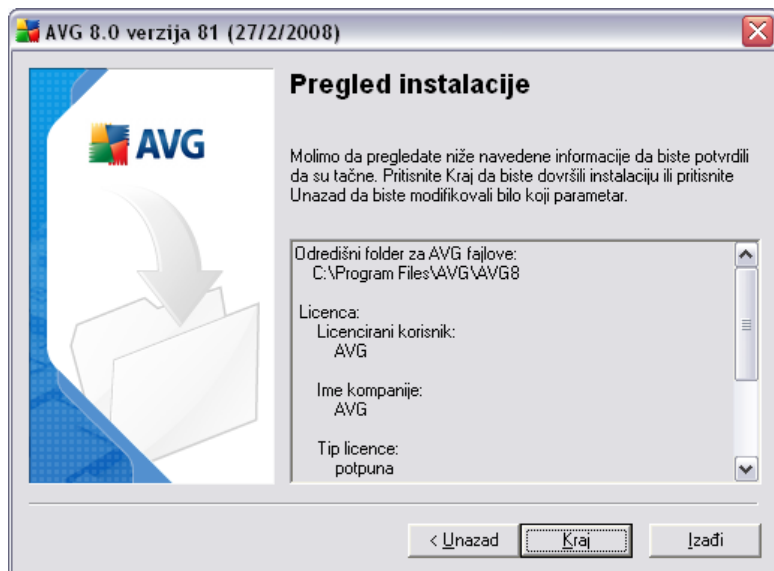 AVG 8.0 verzija 81 (27/2/2008)
AVG
Pregled instalacije
Molimo da pregledate niže navedene informacije da biste potvrdili
da su tačne. Pritisnite Kraj da biste dovršili instalaciju ili pritisnite
Unazad da biste modifikovali bilo koji parametar.
Odredišni folder za AVG fajlove:
C:\Program Files\AVG\AVG8
Licenca:
Licencirani korisnik:
AVG
Ime kompanije:
AVG
Tip licence:
potpuna
< Unazad
Kraj
Izađi